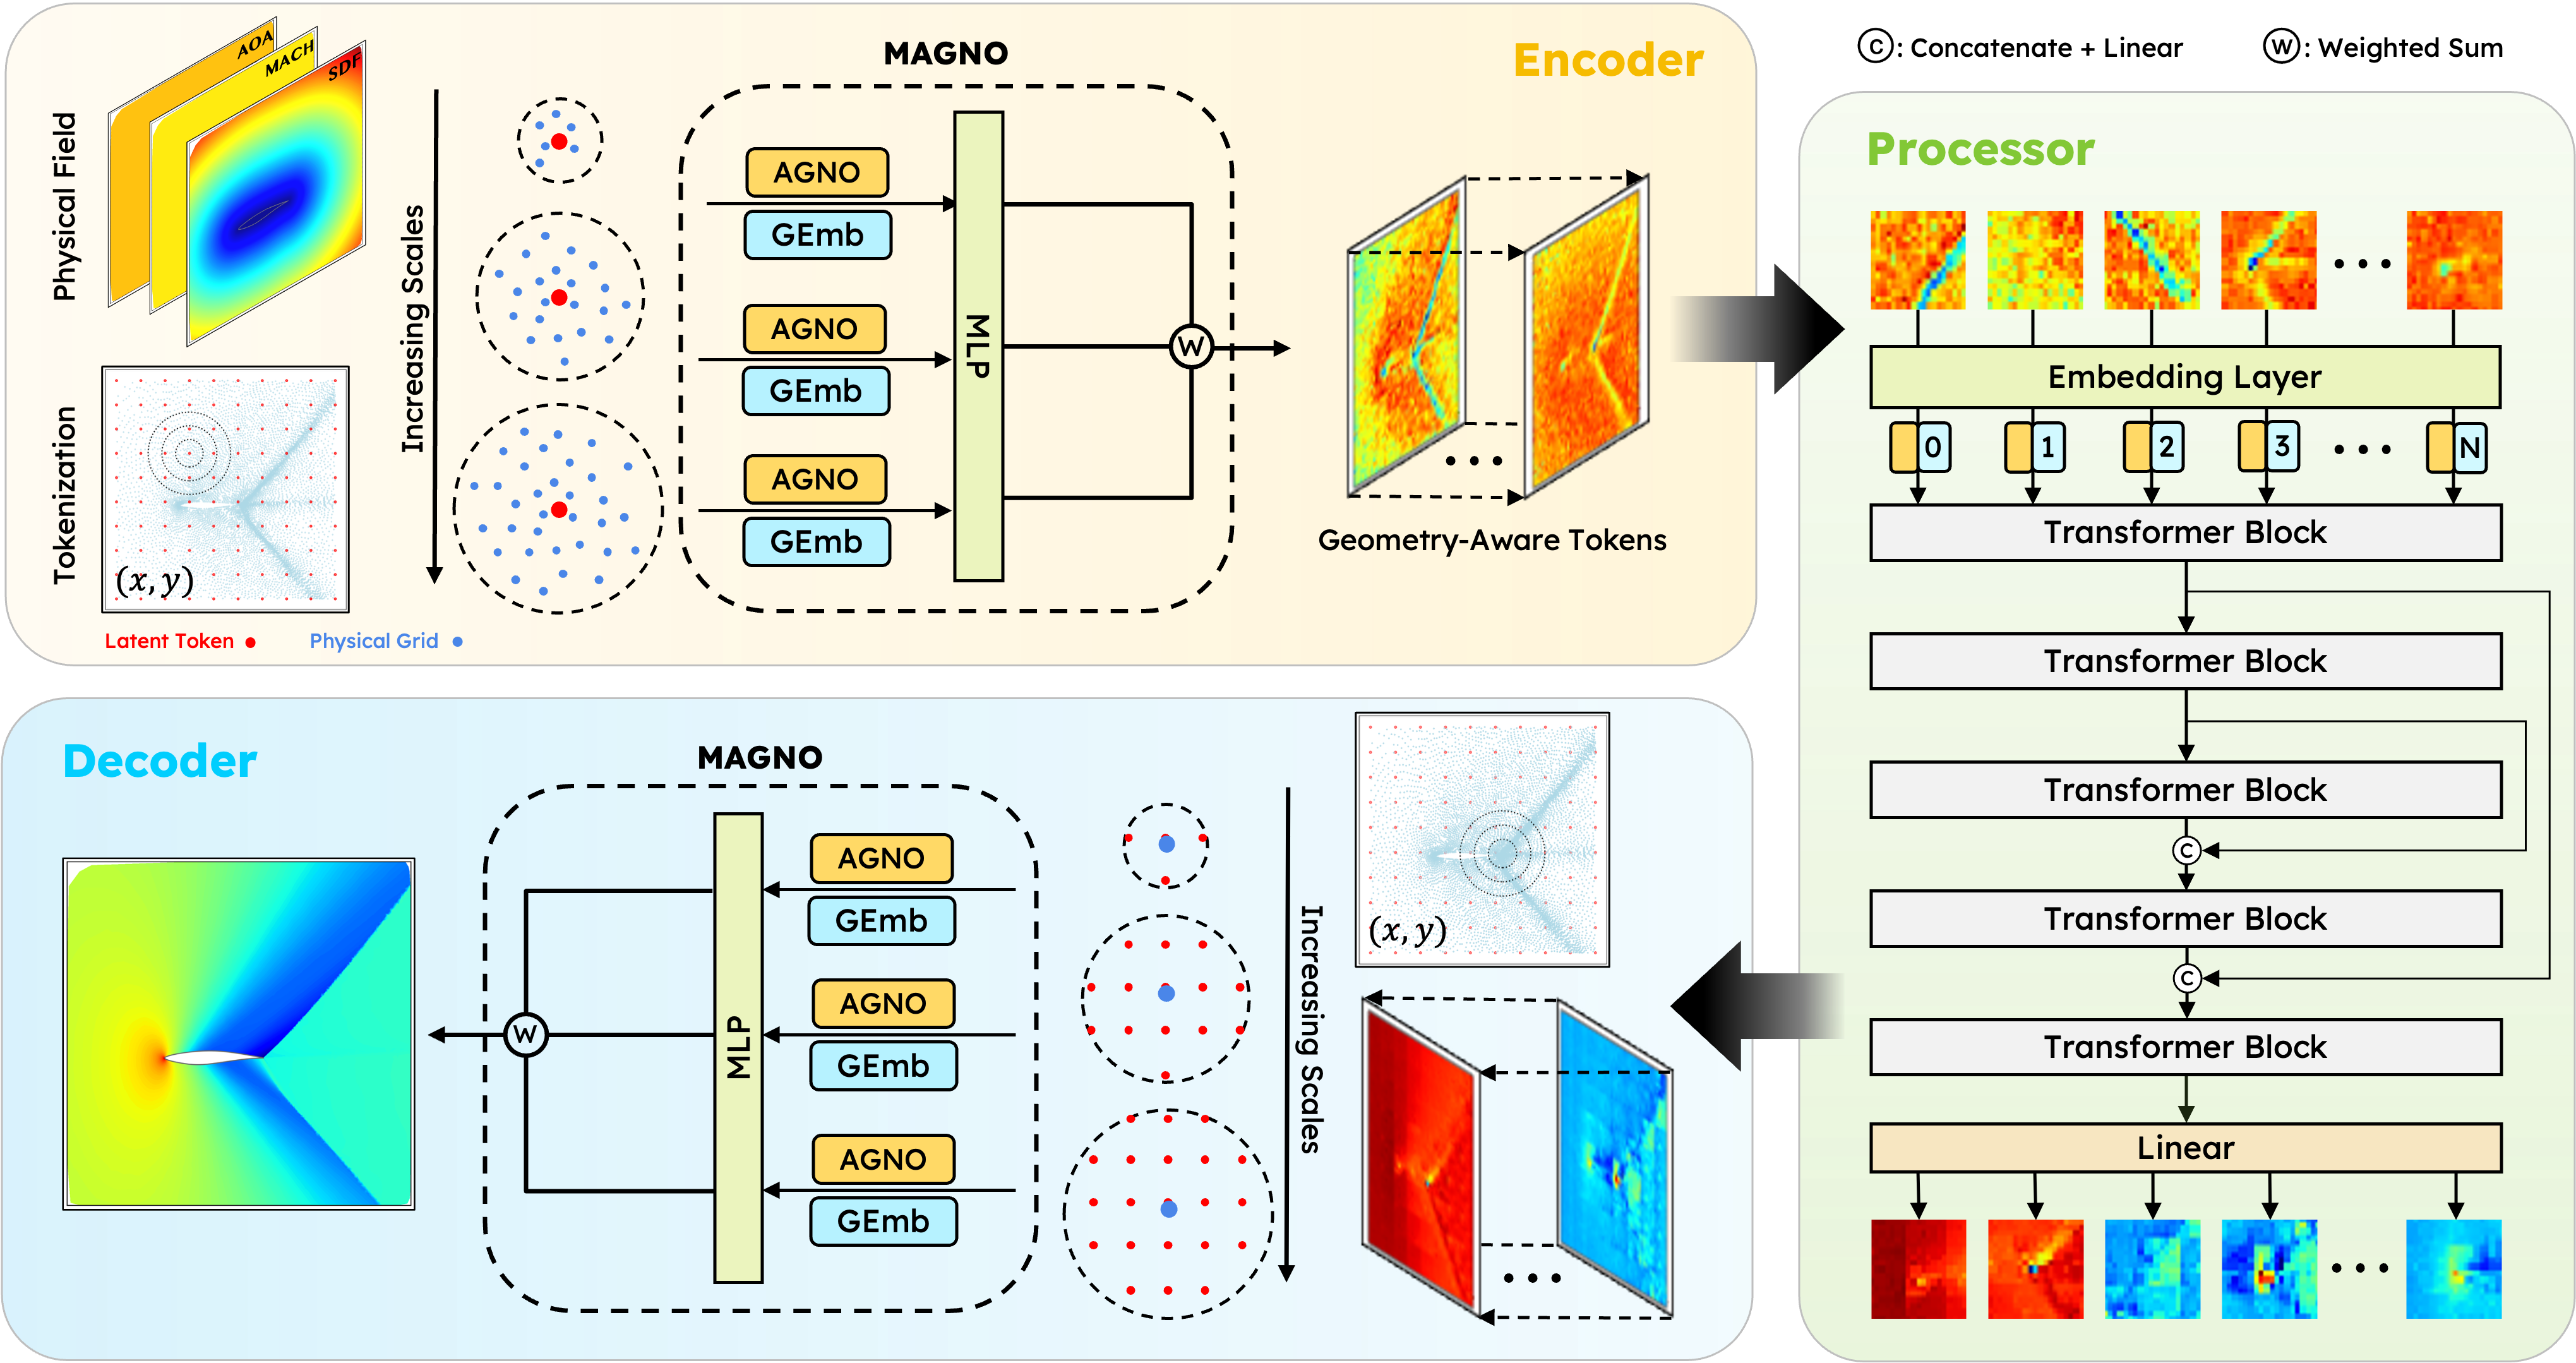 Encoder
Physical Field
AOA
MACH
SDF
Tokenization
(x, y)
Latent Token
Physical Grid
Increasing Scales
MAGNO
AGNO
GEmb
AGNO
GEmb
AGNO
GEmb
MLP
W
Geometry-Aware Tokens
C: Concatenate + Linear
W: Weighted Sum
Processor
Embedding Layer
0 1 2 3 N
Transformer Block
Transformer Block
Transformer Block
C
Transformer Block
C
Transformer Block
Linear
Decoder
MAGNO
W
MLP
AGNO
GEmb
AGNO
GEmb
AGNO
GEmb
Increasing Scales
(x, y)